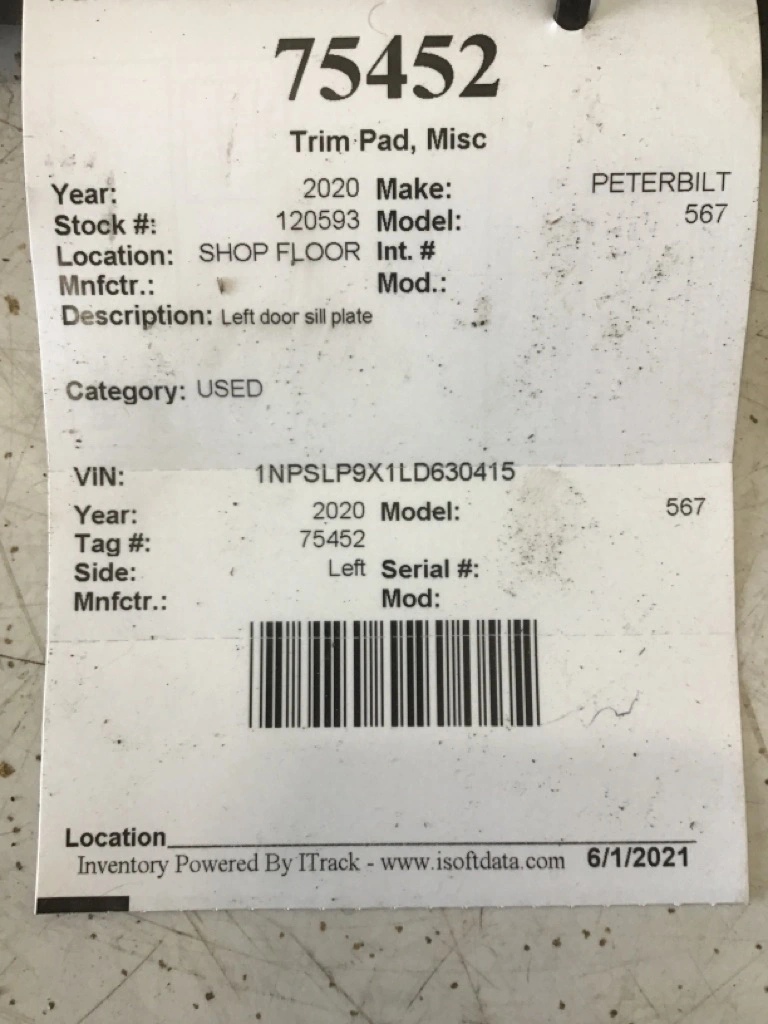 75452
Trim Pad, Misc
Year: 2020 Make: PETERBILT
Stock #: 120593 Model: 567
Location: SHOP FLOOR Int. #
Mnfctr.: Mod.:
Description: Left door sill plate
Category: USED
VIN: 1NPSLP9X1LD630415
Year: 2020 Model: 567
Tag #: 75452
Side: Left Serial #:
Mnfctr.: Mod:
Location
Inventory Powered By ITrack - www.isoftdata.com 6/1/2021